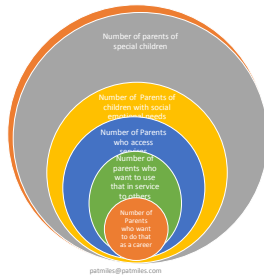 Number of parents of
special children
Number of Parents of
children with social
emotional needs
Number of Parents
who access
services
Number of
parents who
want to use
that in service
to others
Number of
Parents
who want
to do that
as a career
patmiles@patmiles.com